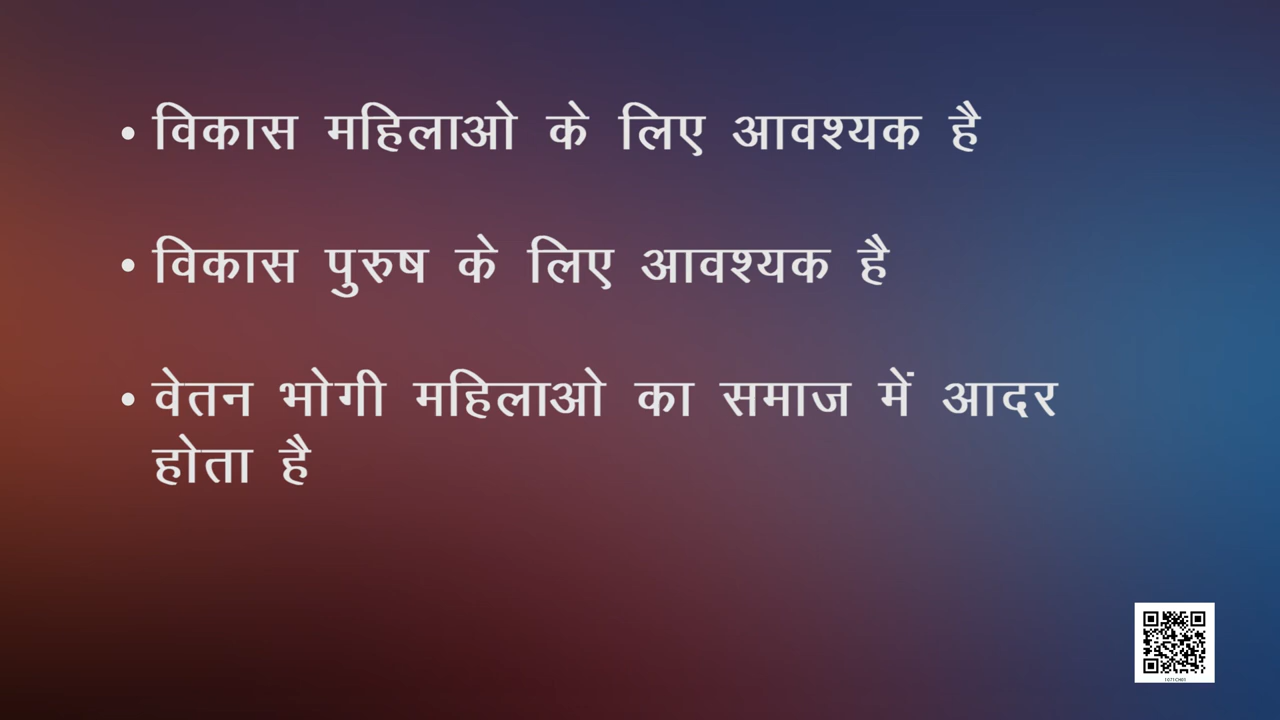 • विकास महिलाओ के लिए आवश्यक है
• विकास पुरुष के लिए आवश्यक है
• वेतन भोगी महिलाओ का समाज में आदर
होता है